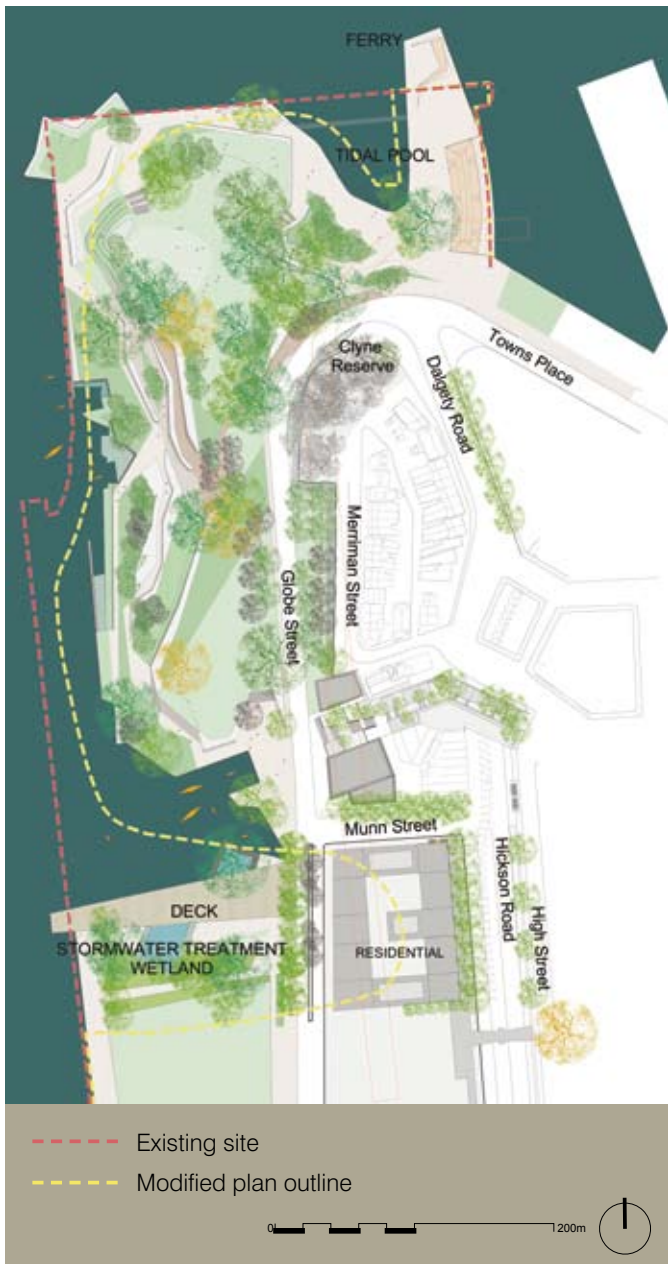 FERRY
TIDAL POOL
Clyne
Reserve
Towns Place
Dalgety Road
Merriman Street
Globe Street
Munn Street
Hickson Road
High Street
DECK
STORMWATER TREATMENT
WETLAND
RESIDENTIAL
Existing site
Modified plan outline
0 200m